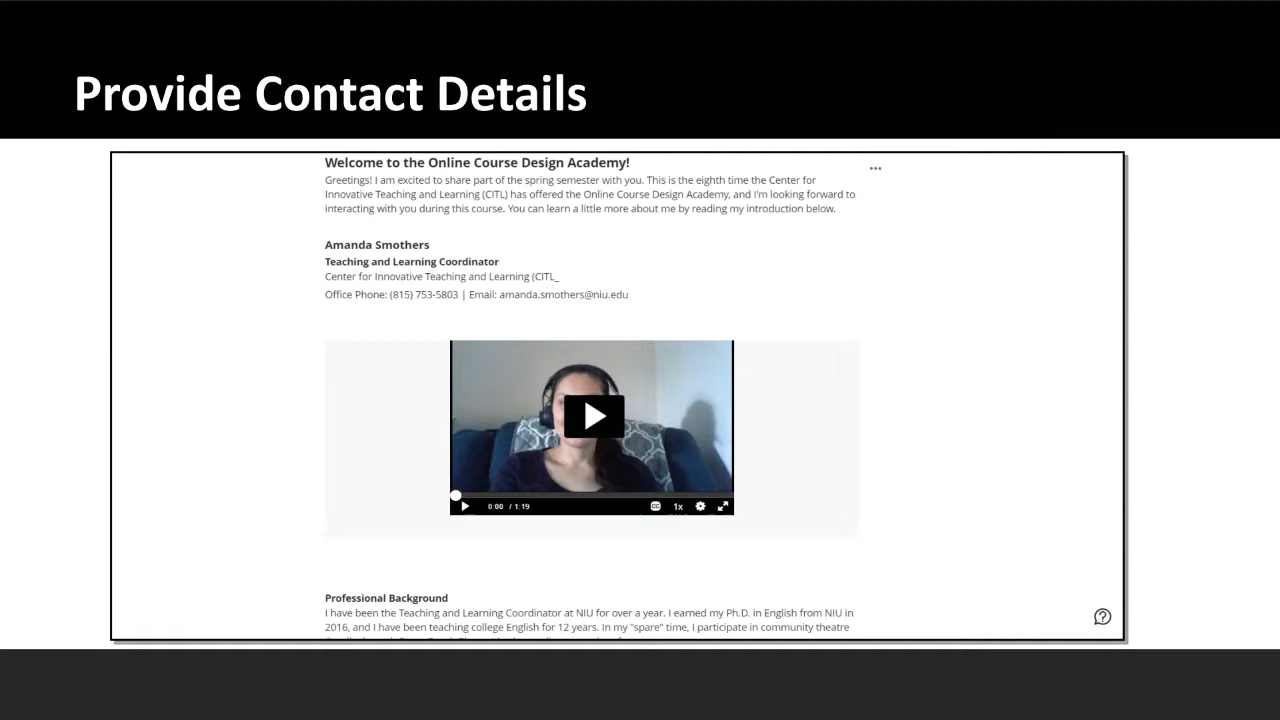 Provide Contact Details
Welcome to the Online Course Design Academy!
Greetings! I am excited to share part of the spring semester with you. This is the eighth time the Center for
Innovative Teaching and Learning (CITL) has offered the Online Course Design Academy, and I'm looking forward to
interacting with you during this course. You can learn a little more about me by reading my introduction below.
Amanda Smothers
Teaching and Learning Coordinator
Center for Innovative Teaching and Learning (CITL_
Office Phone: (815) 753-5803 | Email: amanda.smothers@niu.edu
0:00 / 1:19 CC 1x
Professional Background
I have been the Teaching and Learning Coordinator at NIU for over a year. I earned my Ph.D. in English from NIU in
2016, and I have been teaching college English for 12 years. In my "spare" time, I participate in community theatre